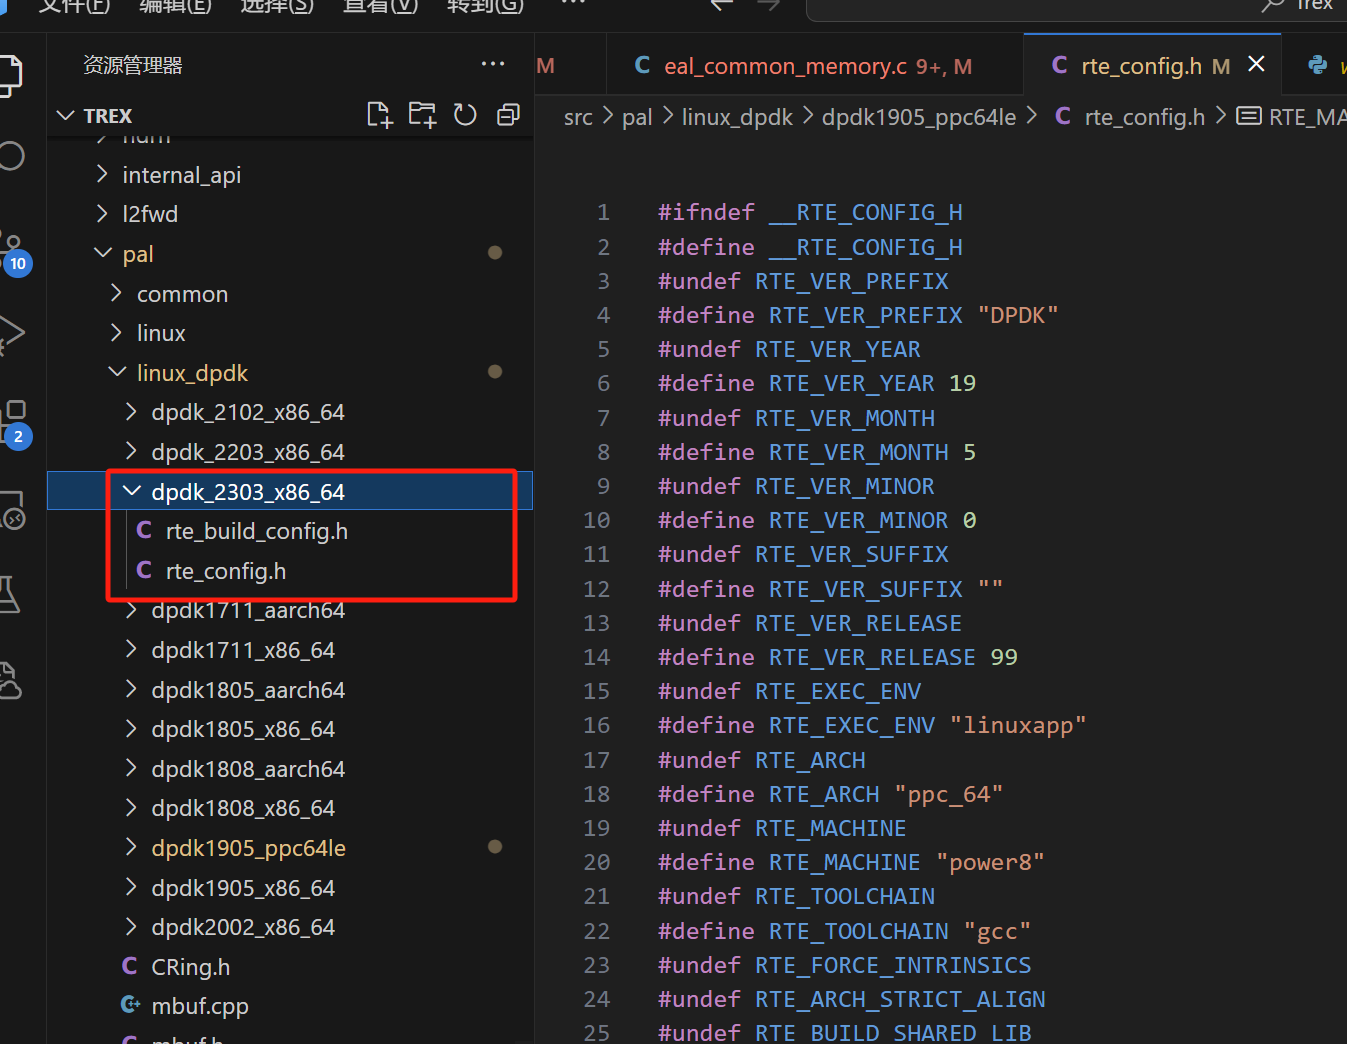 文件(F) 编辑(E) 选择(S) 查看(V) 转到(G) ···
Trex
资源管理器 ···
TREX
num
internal_api
l2fwd
pal
common
linux
linux_dpdk
dpdk_2102_x86_64
dpdk_2203_x86_64
dpdk_2303_x86_64
rte_build_config.h
rte_config.h
dpdk1711_aarch64
dpdk1711_x86_64
dpdk1805_aarch64
dpdk1805_x86_64
dpdk1808_aarch64
dpdk1808_x86_64
dpdk1905_ppc64le
dpdk1905_x86_64
dpdk2002_x86_64
CRing.h
mbuf.cpp
mbuf.h
10
2
M
eal_common_memory.c 9+, M
rte_config.h M
src > pal > linux_dpdk > dpdk1905_ppc64le > rte_config.h > RTE_MA
1 #ifndef __RTE_CONFIG_H
2 #define __RTE_CONFIG_H
3 #undef RTE_VER_PREFIX
4 #define RTE_VER_PREFIX "DPDK"
5 #undef RTE_VER_YEAR
6 #define RTE_VER_YEAR 19
7 #undef RTE_VER_MONTH
8 #define RTE_VER_MONTH 5
9 #undef RTE_VER_MINOR
10 #define RTE_VER_MINOR 0
11 #undef RTE_VER_SUFFIX
12 #define RTE_VER_SUFFIX ""
13 #undef RTE_VER_RELEASE
14 #define RTE_VER_RELEASE 99
15 #undef RTE_EXEC_ENV
16 #define RTE_EXEC_ENV "linuxapp"
17 #undef RTE_ARCH
18 #define RTE_ARCH "ppc_64"
19 #undef RTE_MACHINE
20 #define RTE_MACHINE "power8"
21 #undef RTE_TOOLCHAIN
22 #define RTE_TOOLCHAIN "gcc"
23 #undef RTE_FORCE_INTRINSICS
24 #undef RTE_ARCH_STRICT_ALIGN
25 #undef RTE_BUILD_SHARED_LIB